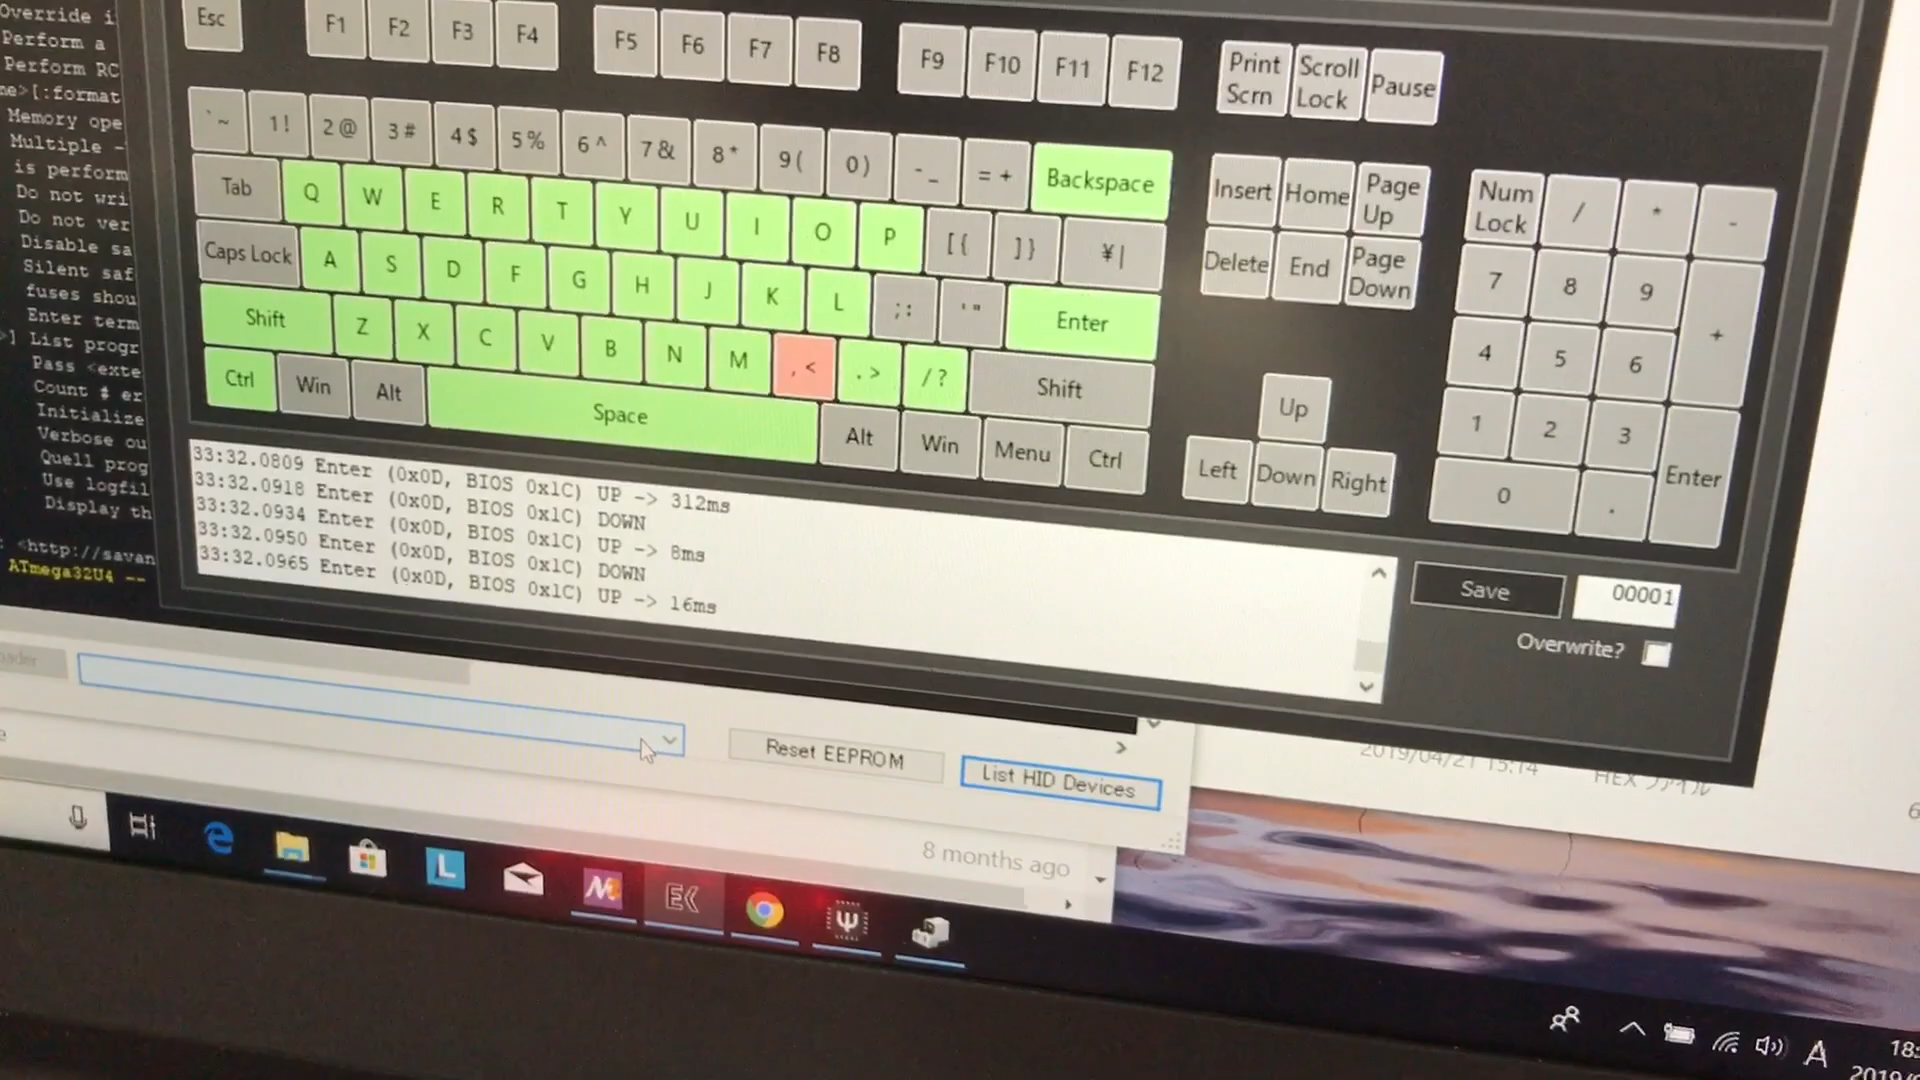 Override i
Perform a
Perform RC
me>[:format
Memory ope
Multiple -
is perform
Do not wri
Do not ver
Disable sa
Silent saf
fuses shou
Enter term
>] List progr
Pass <exte
Count # er
Initialize
Verbose ou
Quell prog
Use logfil
Display th
: <http://savan
ATmega32U4 --
Esc F1 F2 F3 F4 F5 F6 F7 F8 F9 F10 F11 F12 Print Scrn Scroll Lock Pause
`~ 1! 2@ 3# 4$ 5% 6^ 7& 8* 9( 0) -_ =+ Backspace Insert Home Page Up Num Lock / * -
Tab Q W E R T Y U I O P [{ ]} ¥| Delete End Page Down 7 8 9 +
Caps Lock A S D F G H J K L ;: '" Enter 4 5 6
Shift Z X C V B N M ,< .> /? Shift Up 1 2 3 Enter
Ctrl Win Alt Space Alt Win Menu Ctrl Left Down Right 0 .
33:32.0809 Enter (0x0D, BIOS 0x1C) UP -> 312ms
33:32.0918 Enter (0x0D, BIOS 0x1C) DOWN
33:32.0934 Enter (0x0D, BIOS 0x1C) UP -> 8ms
33:32.0950 Enter (0x0D, BIOS 0x1C) DOWN
33:32.0965 Enter (0x0D, BIOS 0x1C) UP -> 16ms
Save 00001
Overwrite?
Reset EEPROM
List HID Devices
2019/04/21 15:14 HEX ファイル
8 months ago
L
EK
A
18: